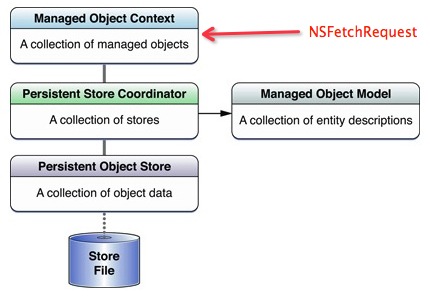 Managed Object Context
A collection of managed objects
NSFetchRequest
Persistent Store Coordinator
A collection of stores
Managed Object Model
A collection of entity descriptions
Persistent Object Store
A collection of object data
Store
File